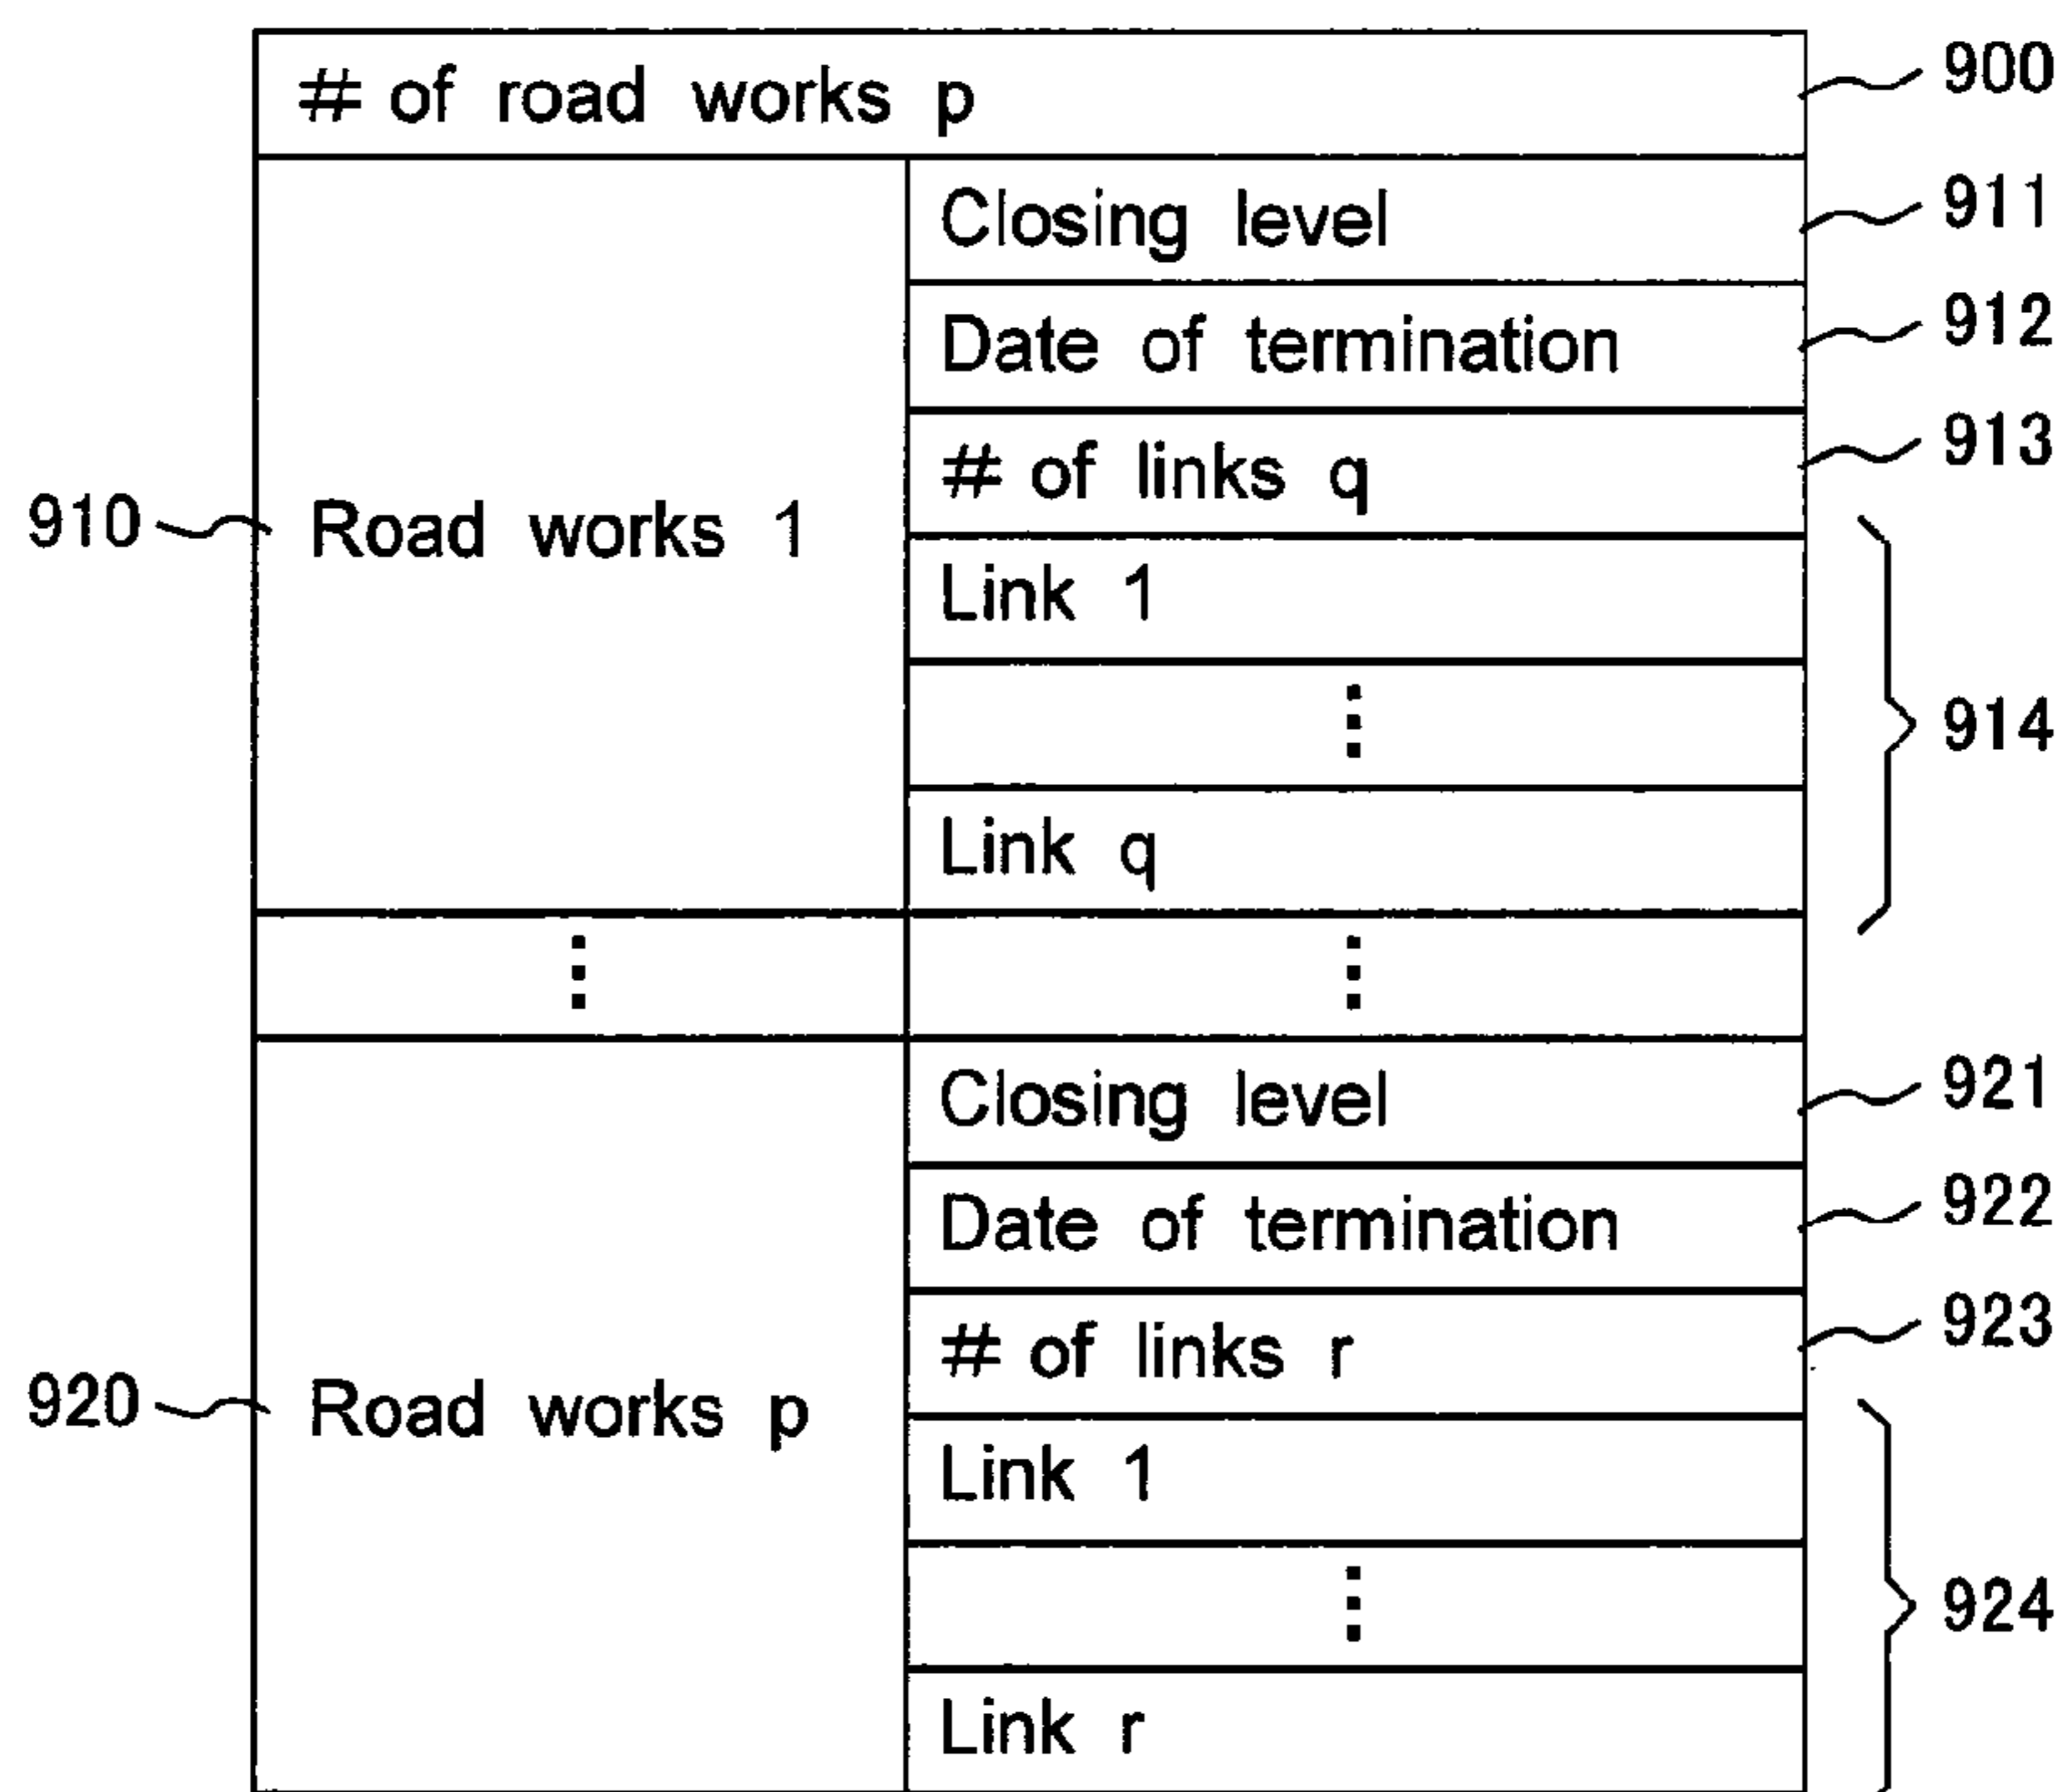 # of road works p 900
Closing level 911
Date of termination 912
# of links q 913
910 Road works 1
Link 1
⋮ 914
Link q
⋮ ⋮
Closing level 921
Date of termination 922
# of links r 923
920 Road works p
Link 1
⋮ 924
Link r